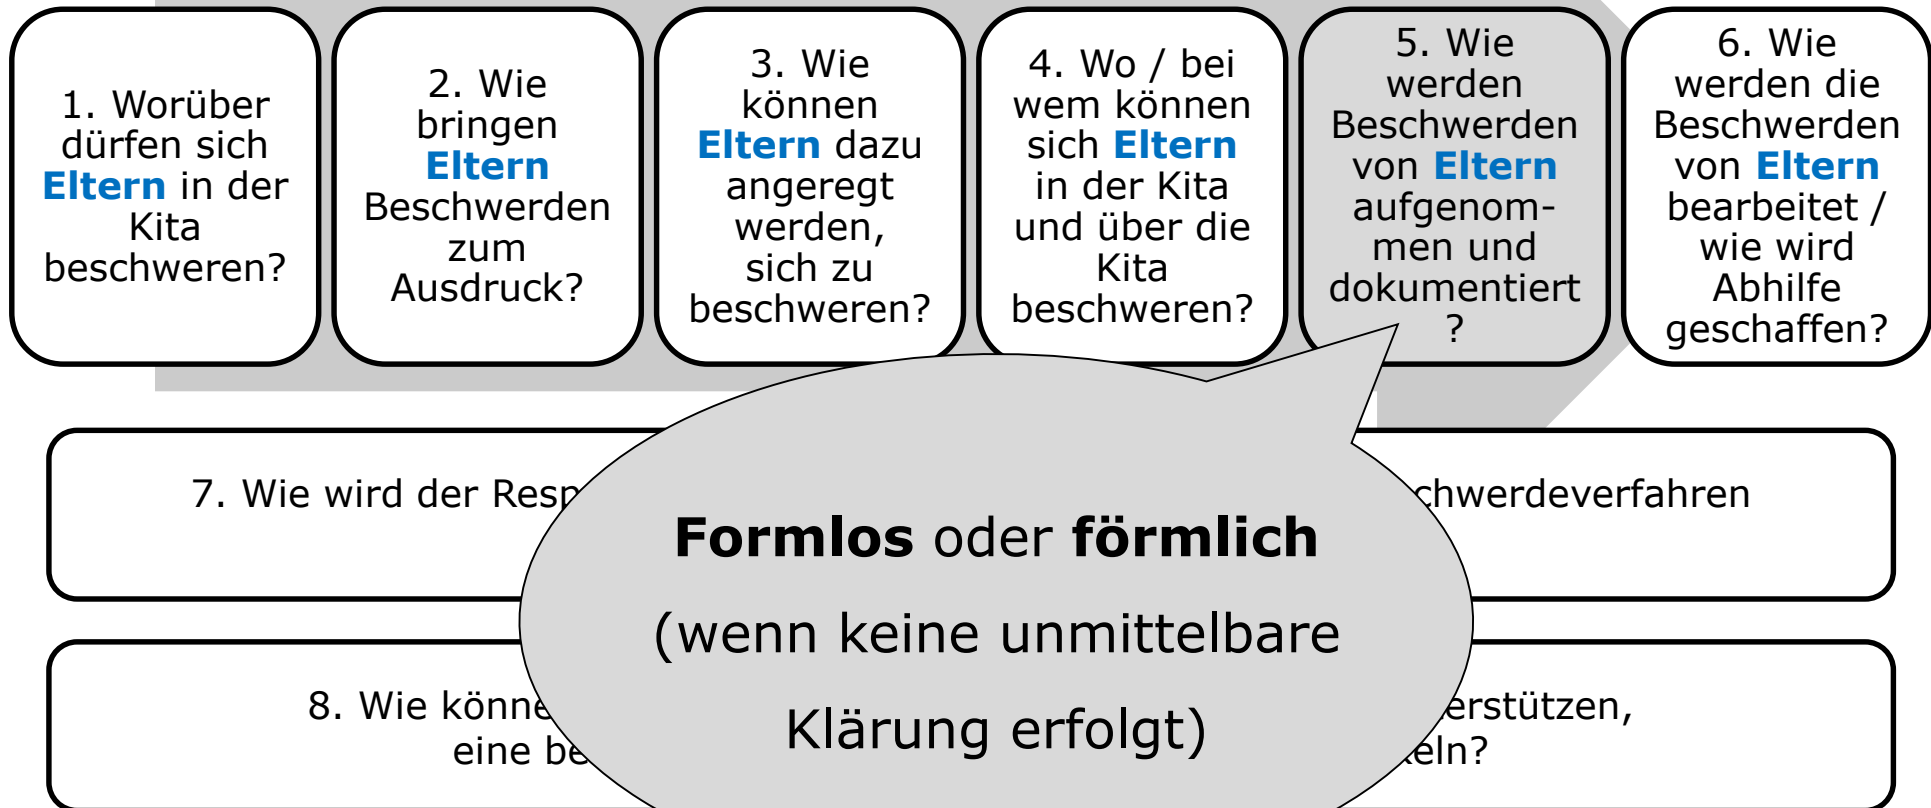 1. Worüber
dürfen sich
Eltern in der
Kita
beschweren?
2. Wie
bringen
Eltern
Beschwerden
zum
Ausdruck?
3. Wie
können
Eltern dazu
angeregt
werden,
sich zu
beschweren?
4. Wo / bei
wem können
sich Eltern
in der Kita
und über die
Kita
beschweren?
5. Wie
werden
Beschwerden
von Eltern
aufgenom-
men und
dokumentiert
?
6. Wie
werden die
Beschwerden
von Eltern
bearbeitet /
wie wird
Abhilfe
geschaffen?
7. Wie wird der Resp chwerdeverfahren
8. Wie könne erstützen,
eine be eln?
Formlos oder förmlich
(wenn keine unmittelbare
Klärung erfolgt)